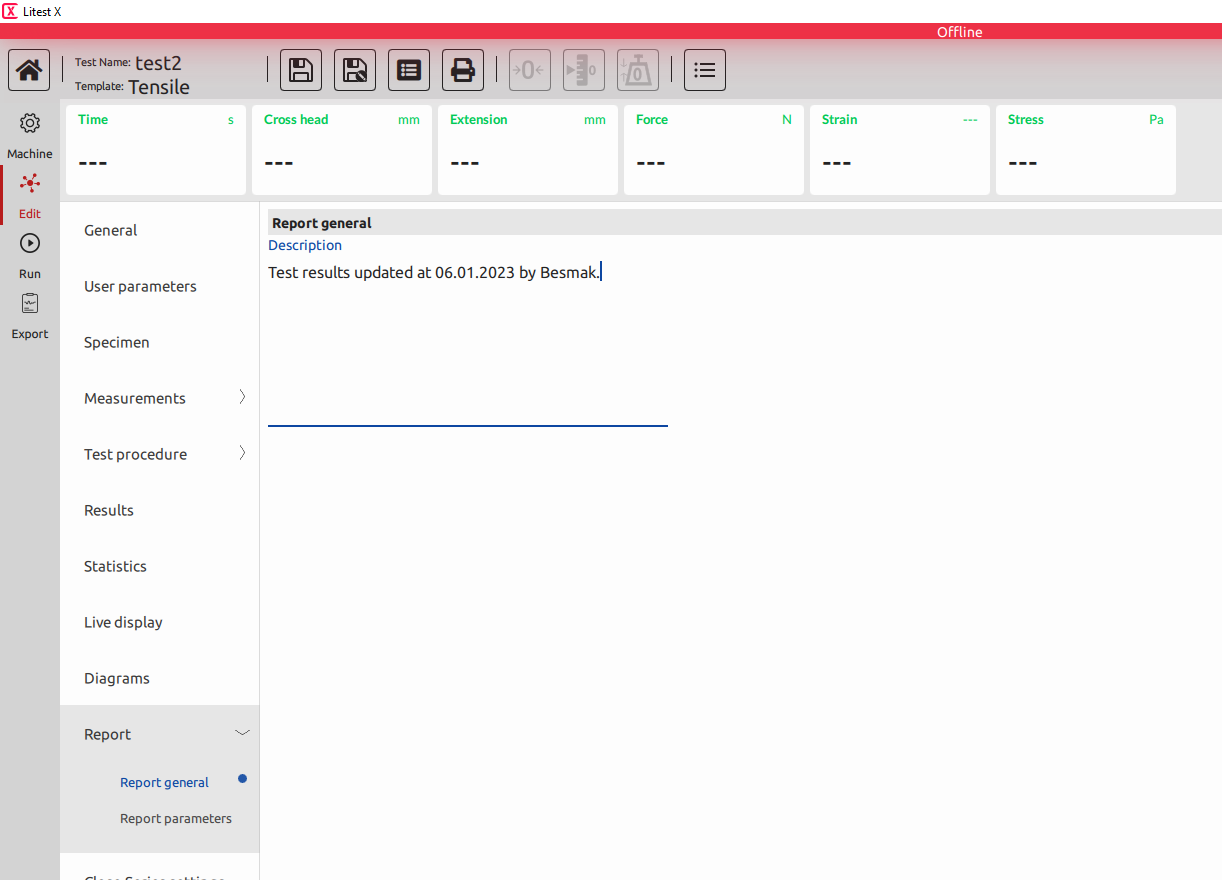 Litest X
Offline
Test Name: test2
Template: Tensile
0
0
0
Time s
---
Cross head mm
---
Extension mm
---
Force N
---
Strain ---
---
Stress Pa
---
Machine
Edit
Run
Export
General
User parameters
Specimen
Measurements
Test procedure
Results
Statistics
Live display
Diagrams
Report
Report general
Report parameters
Report general
Description
Test results updated at 06.01.2023 by Besmak.